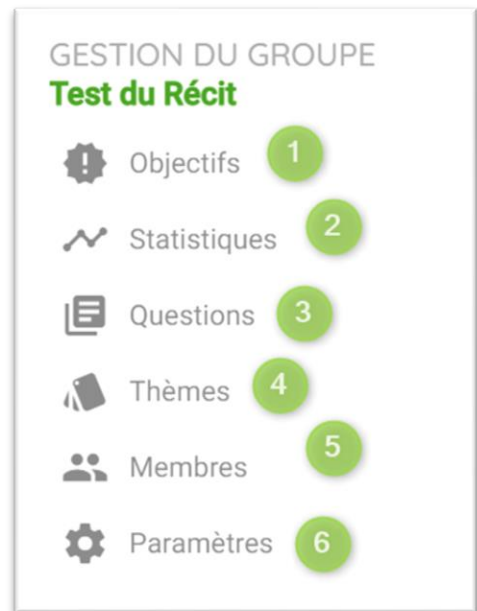 GESTION DU GROUPE
Test du Récit
Objectifs 1
Statistiques 2
Questions 3
Thèmes 4
Membres 5
Paramètres 6